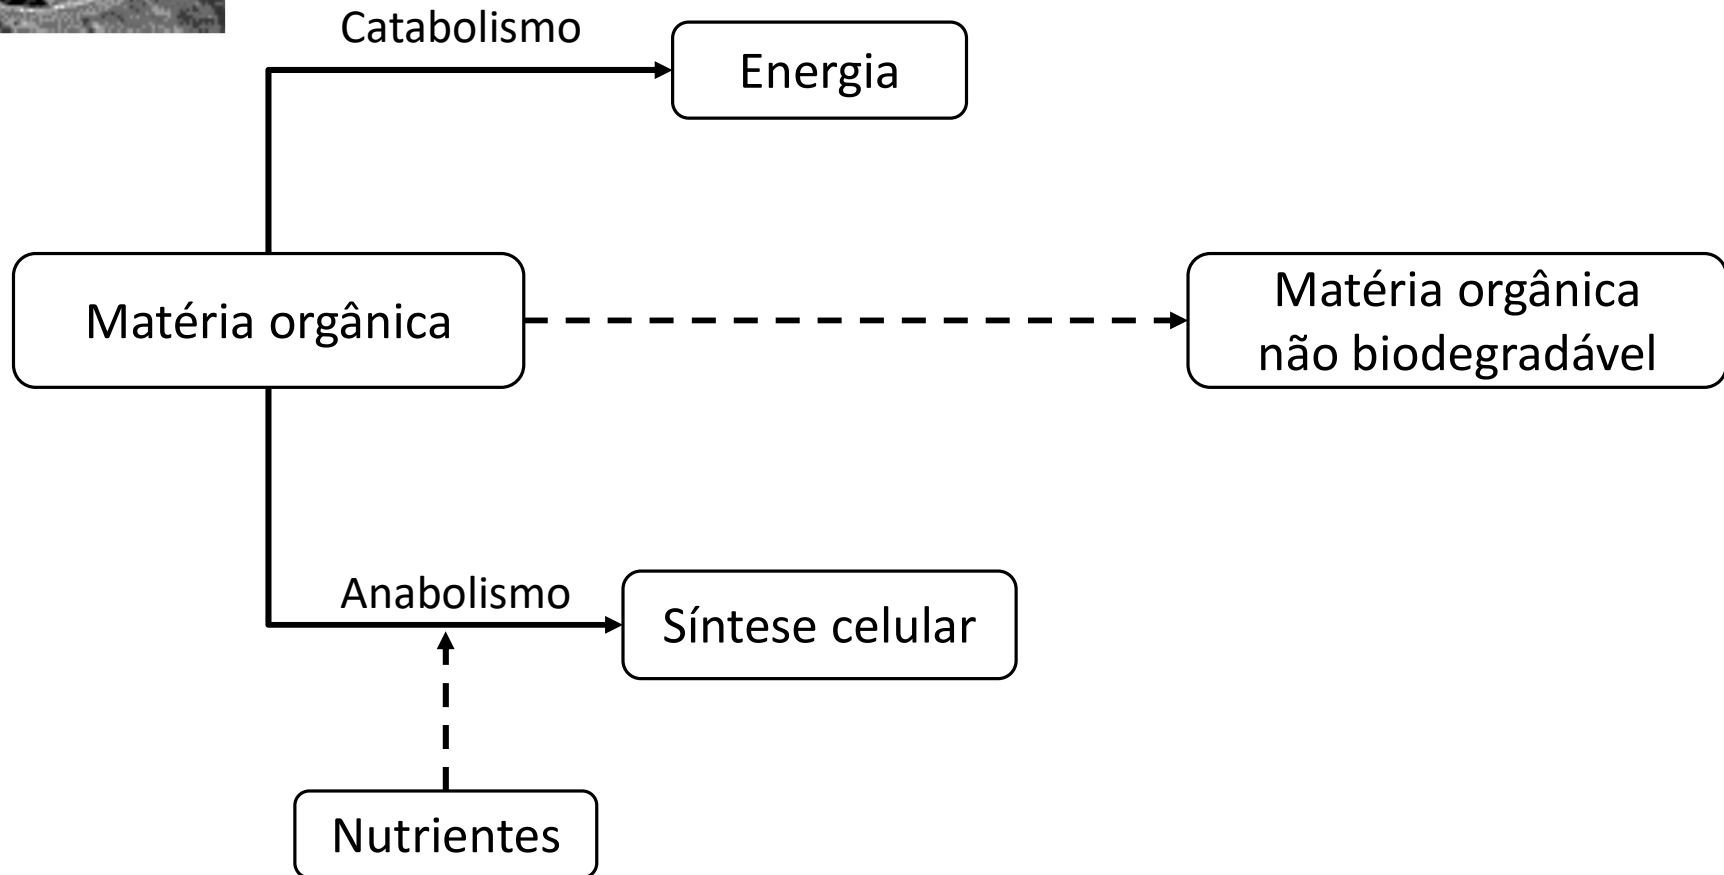 Catabolismo
Energia
Matéria orgânica
Matéria orgânica
não biodegradável
Anabolismo
Síntese celular
Nutrientes